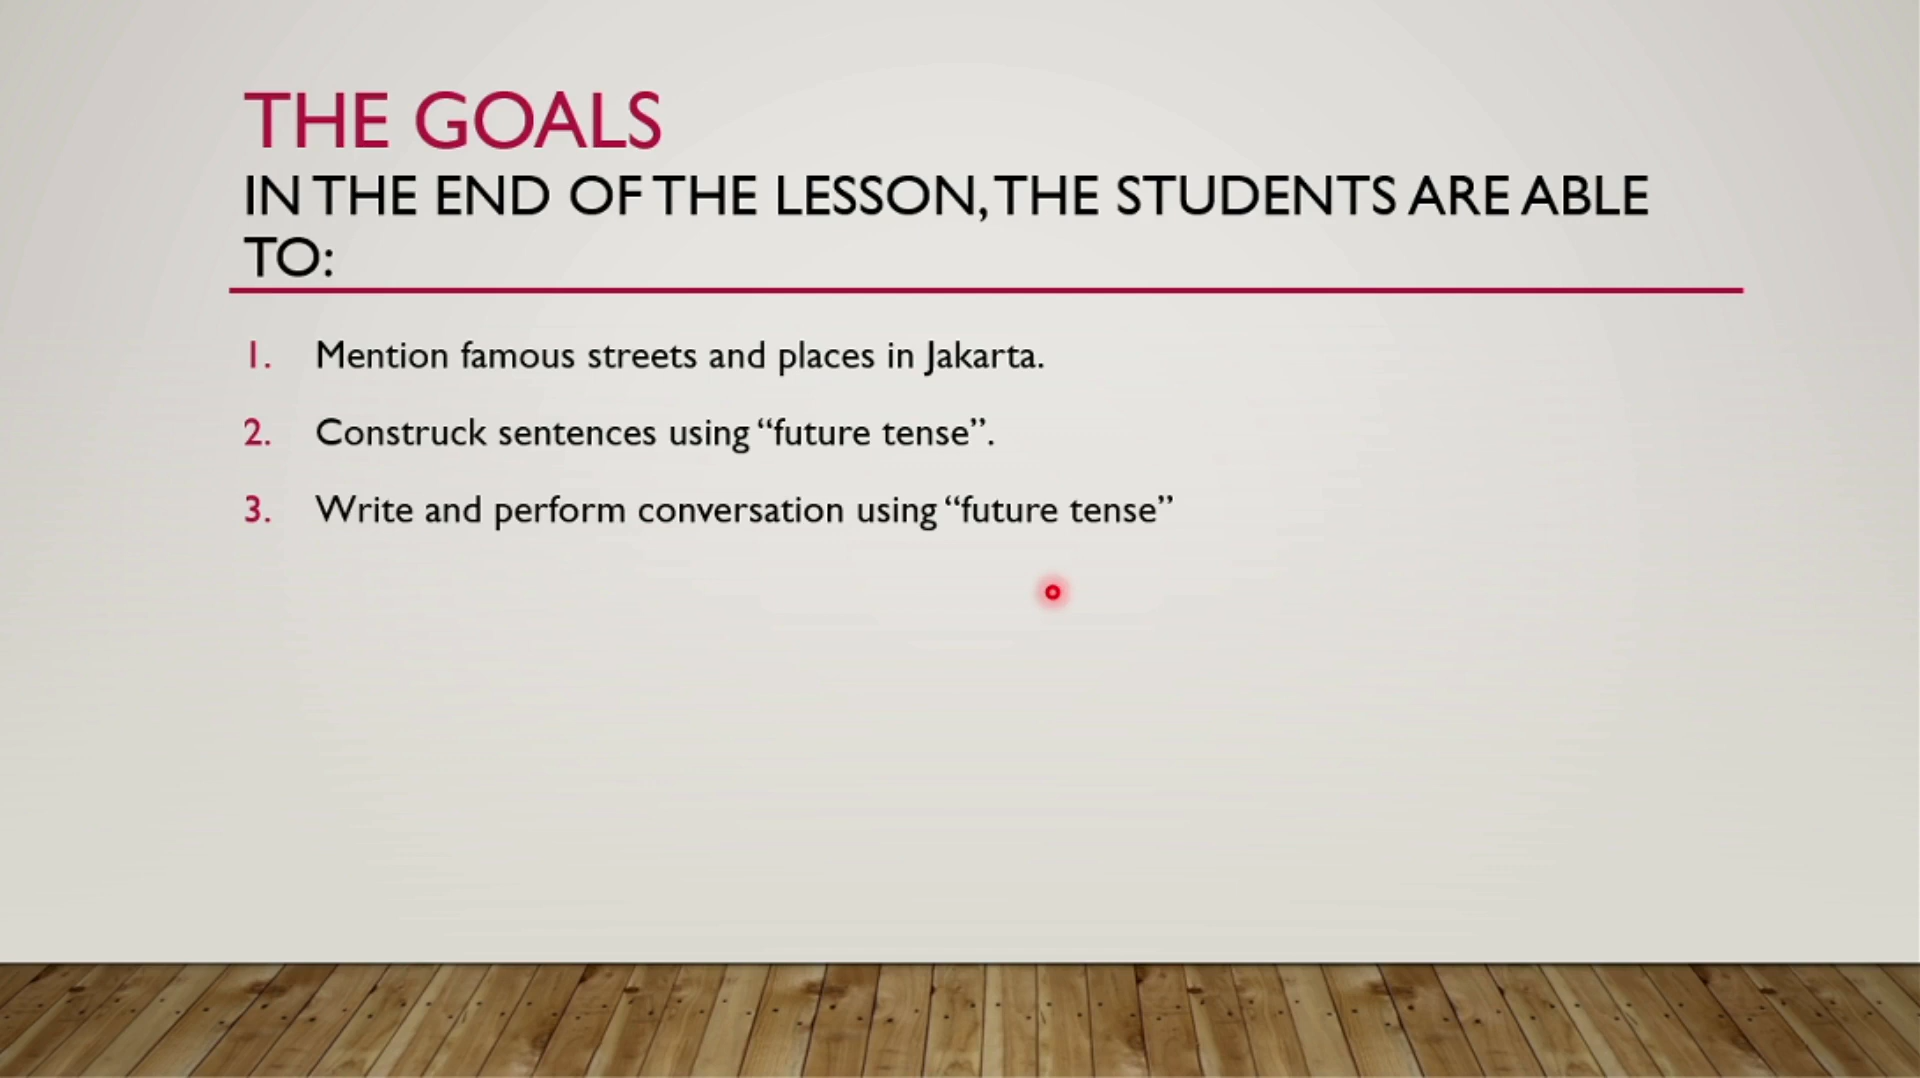 THE GOALS
IN THE END OF THE LESSON, THE STUDENTS ARE ABLE
TO:
1. Mention famous streets and places in Jakarta.
2. Construck sentences using “future tense”.
3. Write and perform conversation using “future tense”